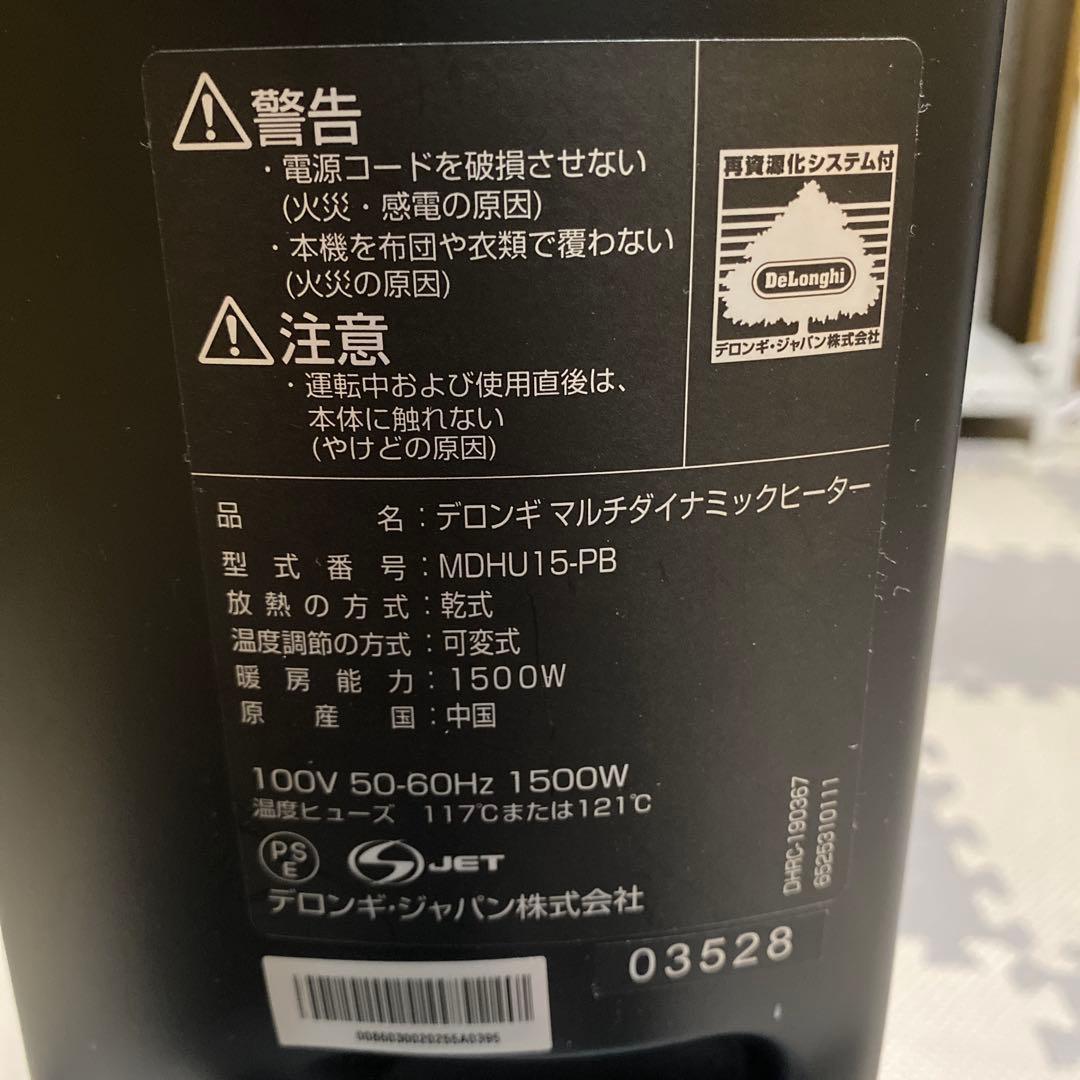 警告
・電源コードを破損させない
(火災・感電の原因)
・本機を布団や衣類で覆わない
(火災の原因)
注意
・運転中および使用直後は、
本体に触れない
(やけどの原因)
再資源化システム付
DeLonghi
デロンギ・ジャパン株式会社
品名：デロンギ マルチダイナミックヒーター
型式番号：MDHU15-PB
放熱の方式：乾式
温度調節の方式：可変式
暖房能力：1500W
原産国：中国
100V 50-60Hz 1500W
温度ヒューズ 117℃または121℃
PSE
JET
デロンギ・ジャパン株式会社
DHRC-190367
6525310111
03528